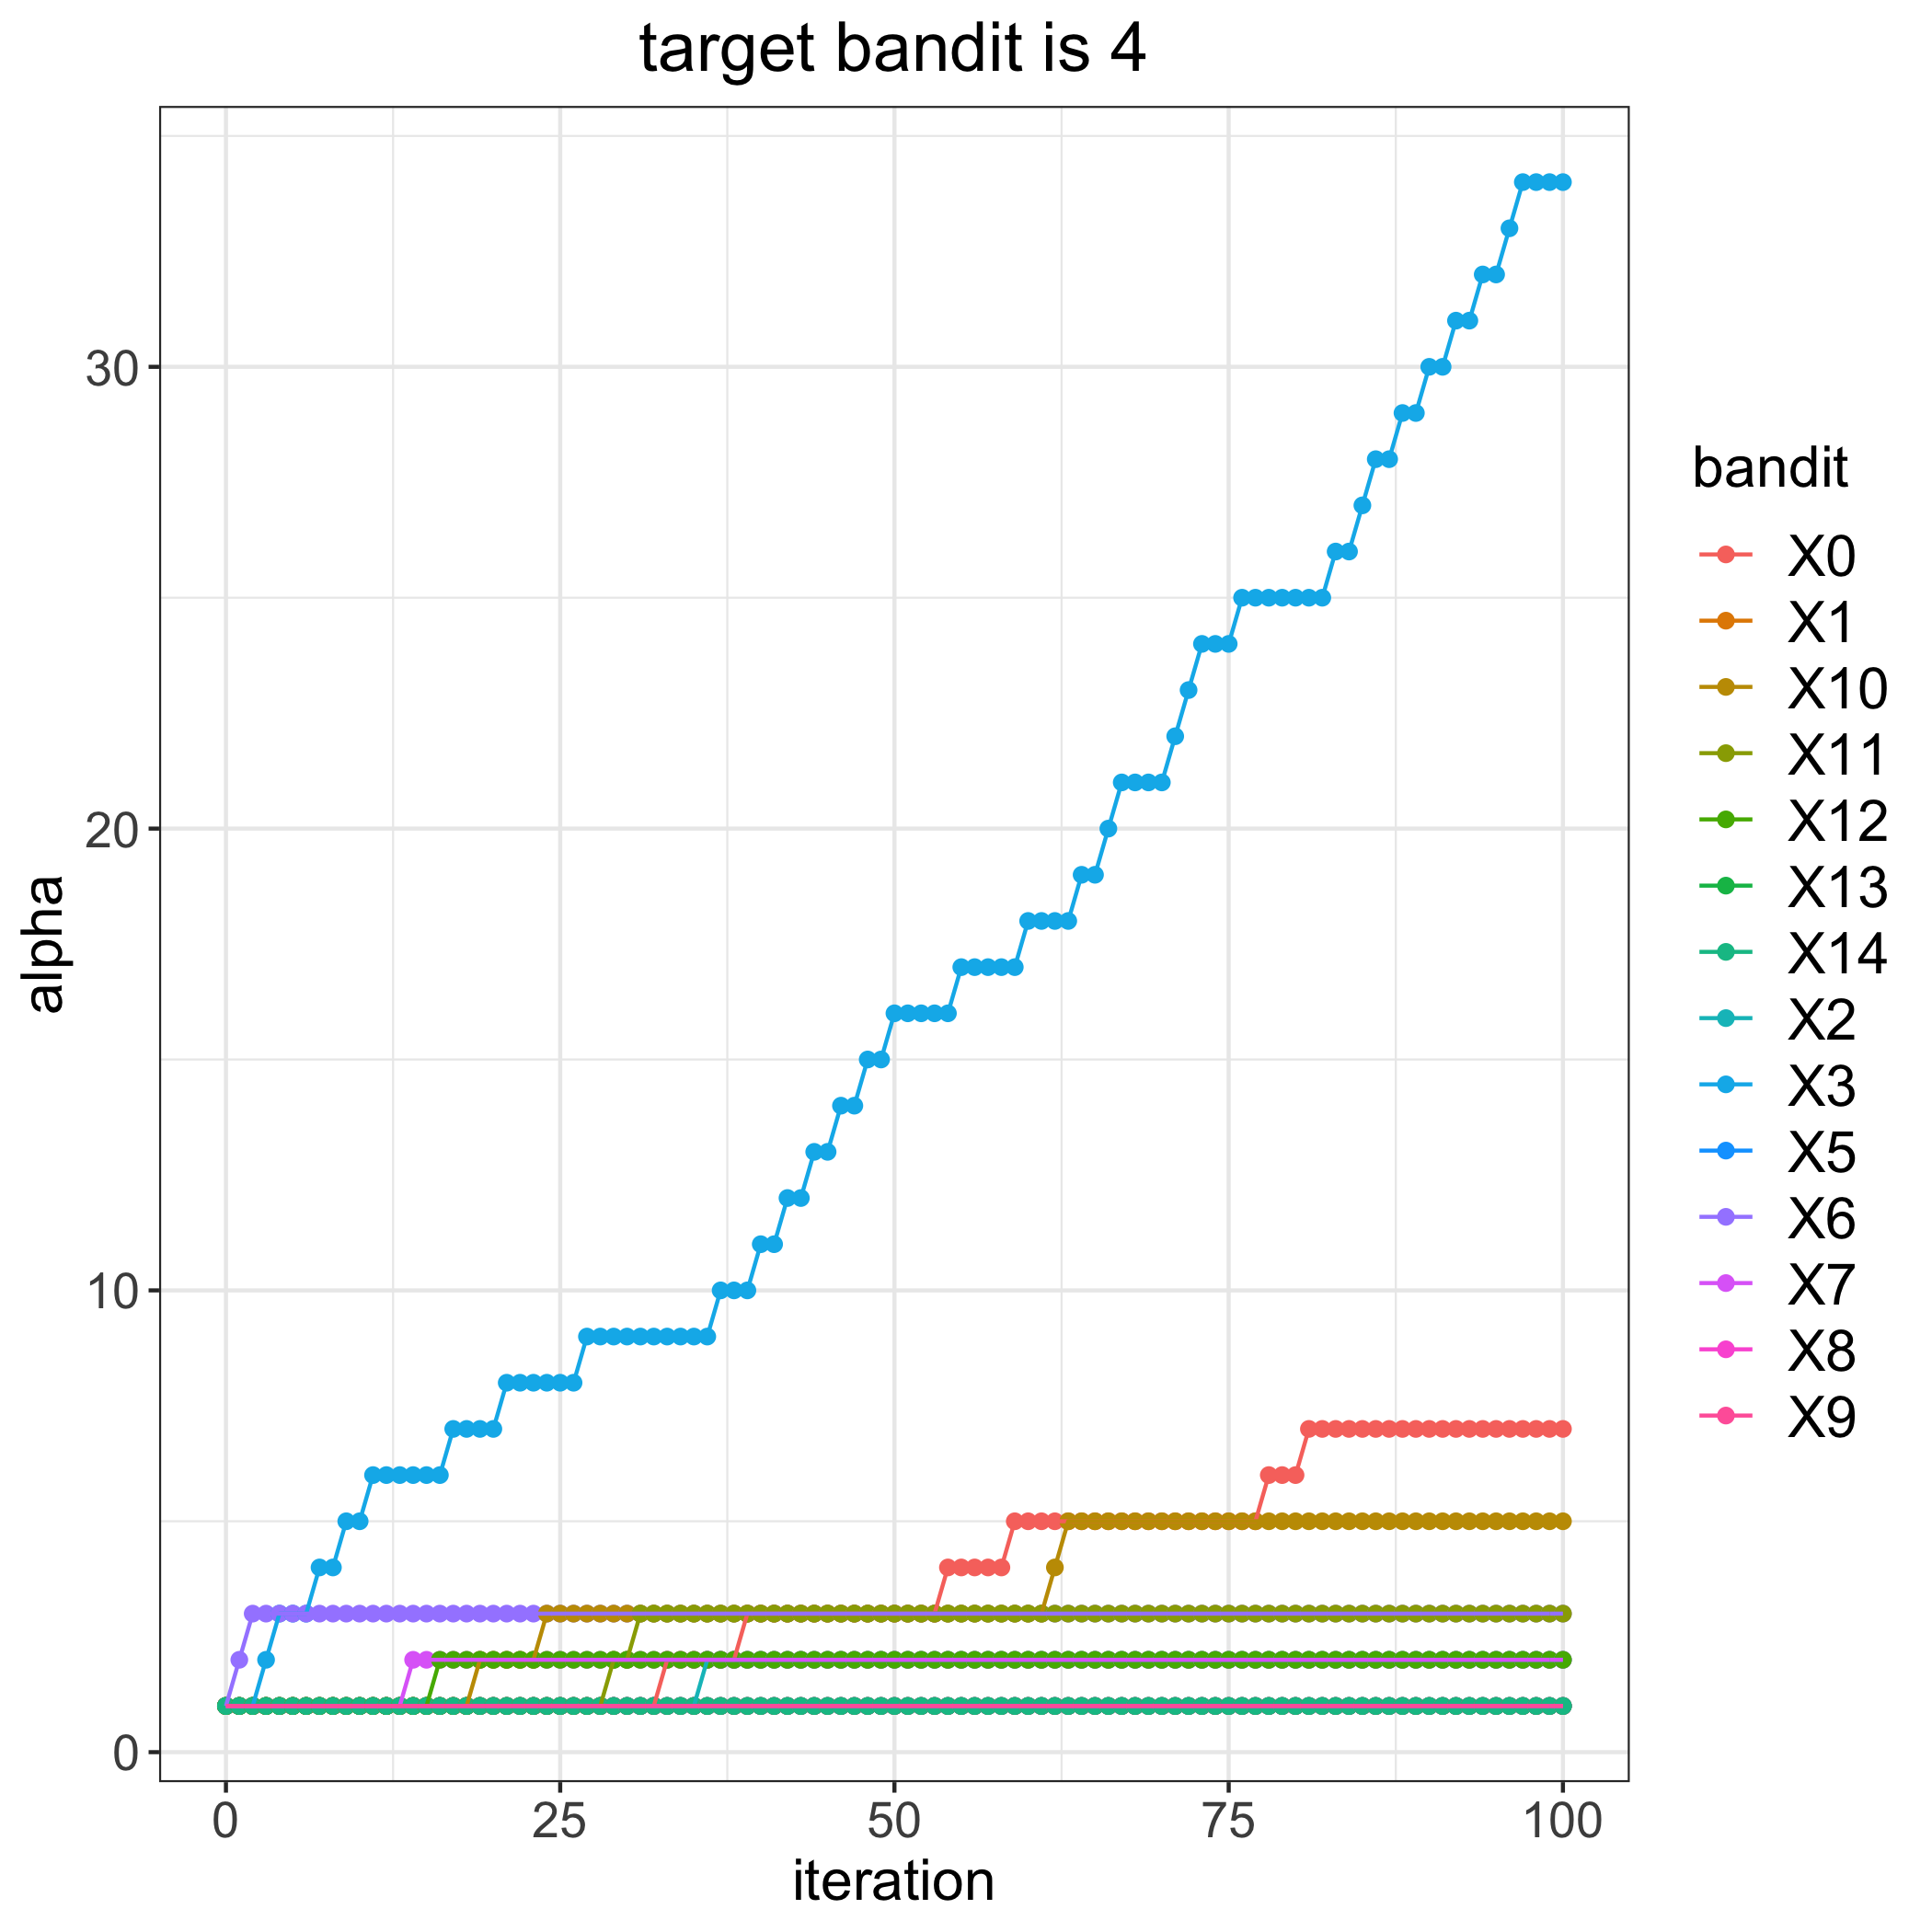 target bandit is 4
alpha
30
20
10
0
0 25 50 75 100
iteration
bandit
X0
X1
X10
X11
X12
X13
X14
X2
X3
X5
X6
X7
X8
X9